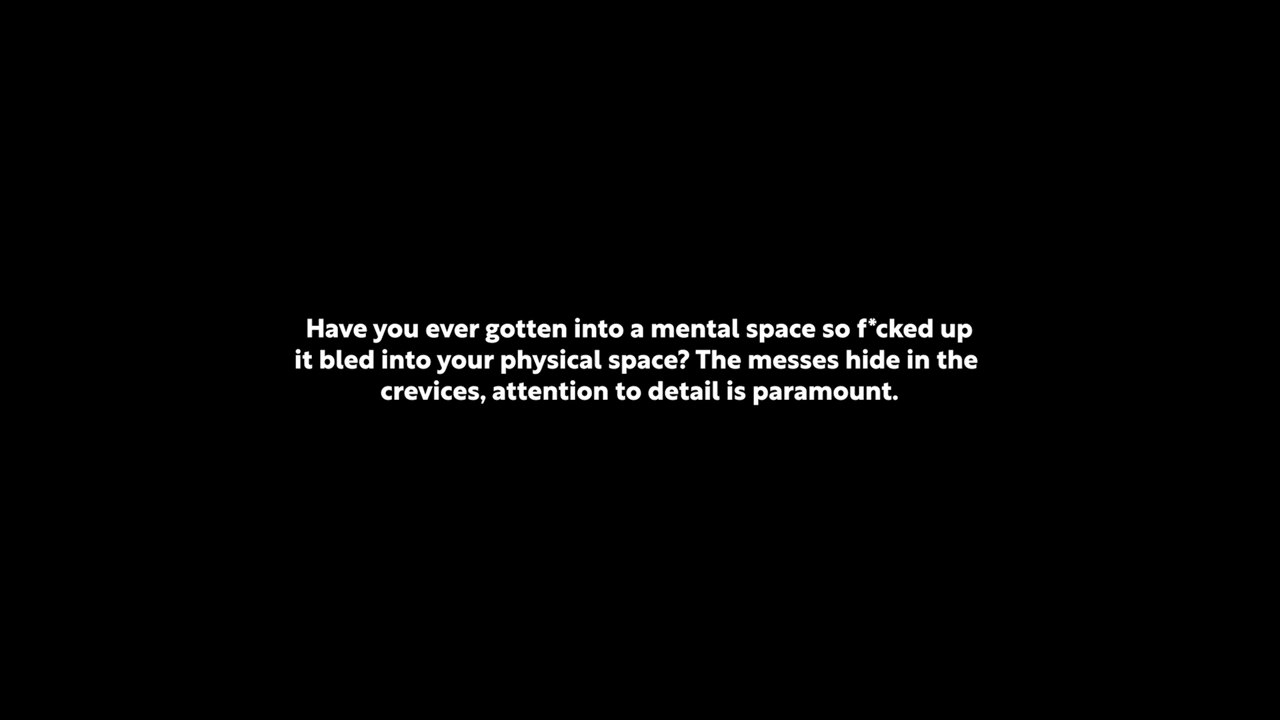 Have you ever gotten into a mental space so f*cked up
it bled into your physical space? The messes hide in the
crevices, attention to detail is paramount.